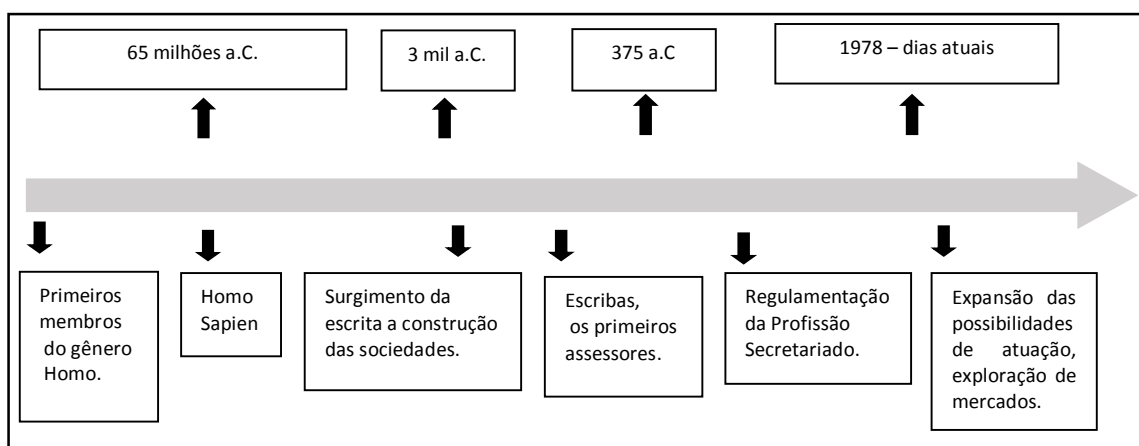 65 milhões a.C.
3 mil a.C.
375 a.C
1978 – dias atuais
Primeiros
membros
do gênero
Homo.
Homo
Sapien
Surgimento da
escrita a construção
das sociedades.
Escribas,
os primeiros
assessores.
Regulamentação
da Profissão
Secretariado.
Expansão das
possibilidades
de atuação,
exploração de
mercados.